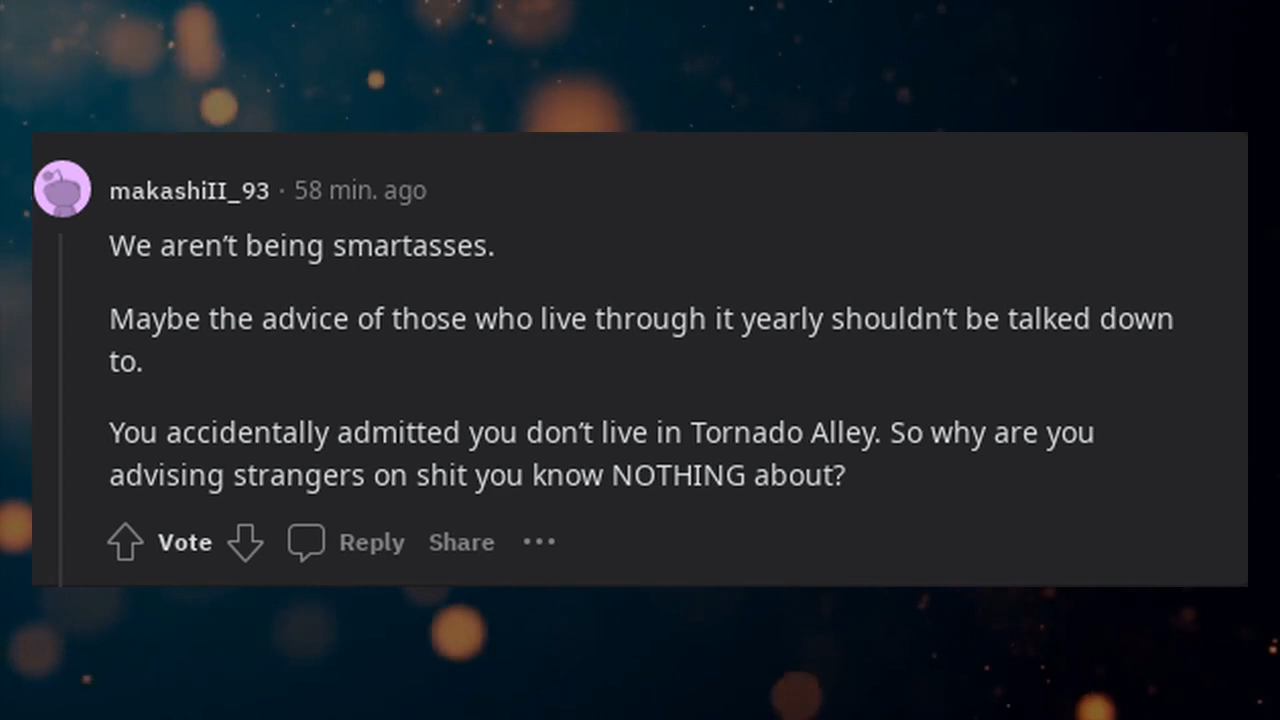 makashiII_93 · 58 min. ago
We aren’t being smartasses.
Maybe the advice of those who live through it yearly shouldn’t be talked down
to.
You accidentally admitted you don’t live in Tornado Alley. So why are you
advising strangers on shit you know NOTHING about?
Vote Reply Share